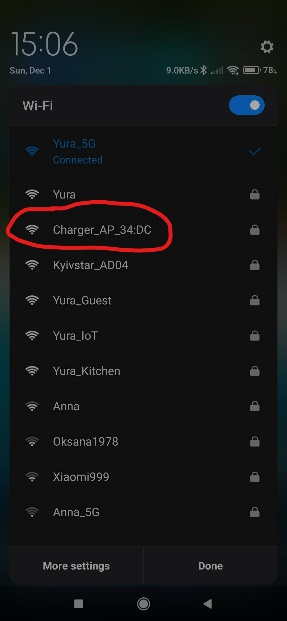 15:06
Sun, Dec 1
9.0KB/s
78%
Wi-Fi
Yura_5G
Connected
Yura
Charger_AP_34:DC
Kyivstar_AD04
Yura_Guest
Yura_IoT
Yura_Kitchen
Anna
Oksana1978
Xiaomi999
Anna_5G
More settings
Done